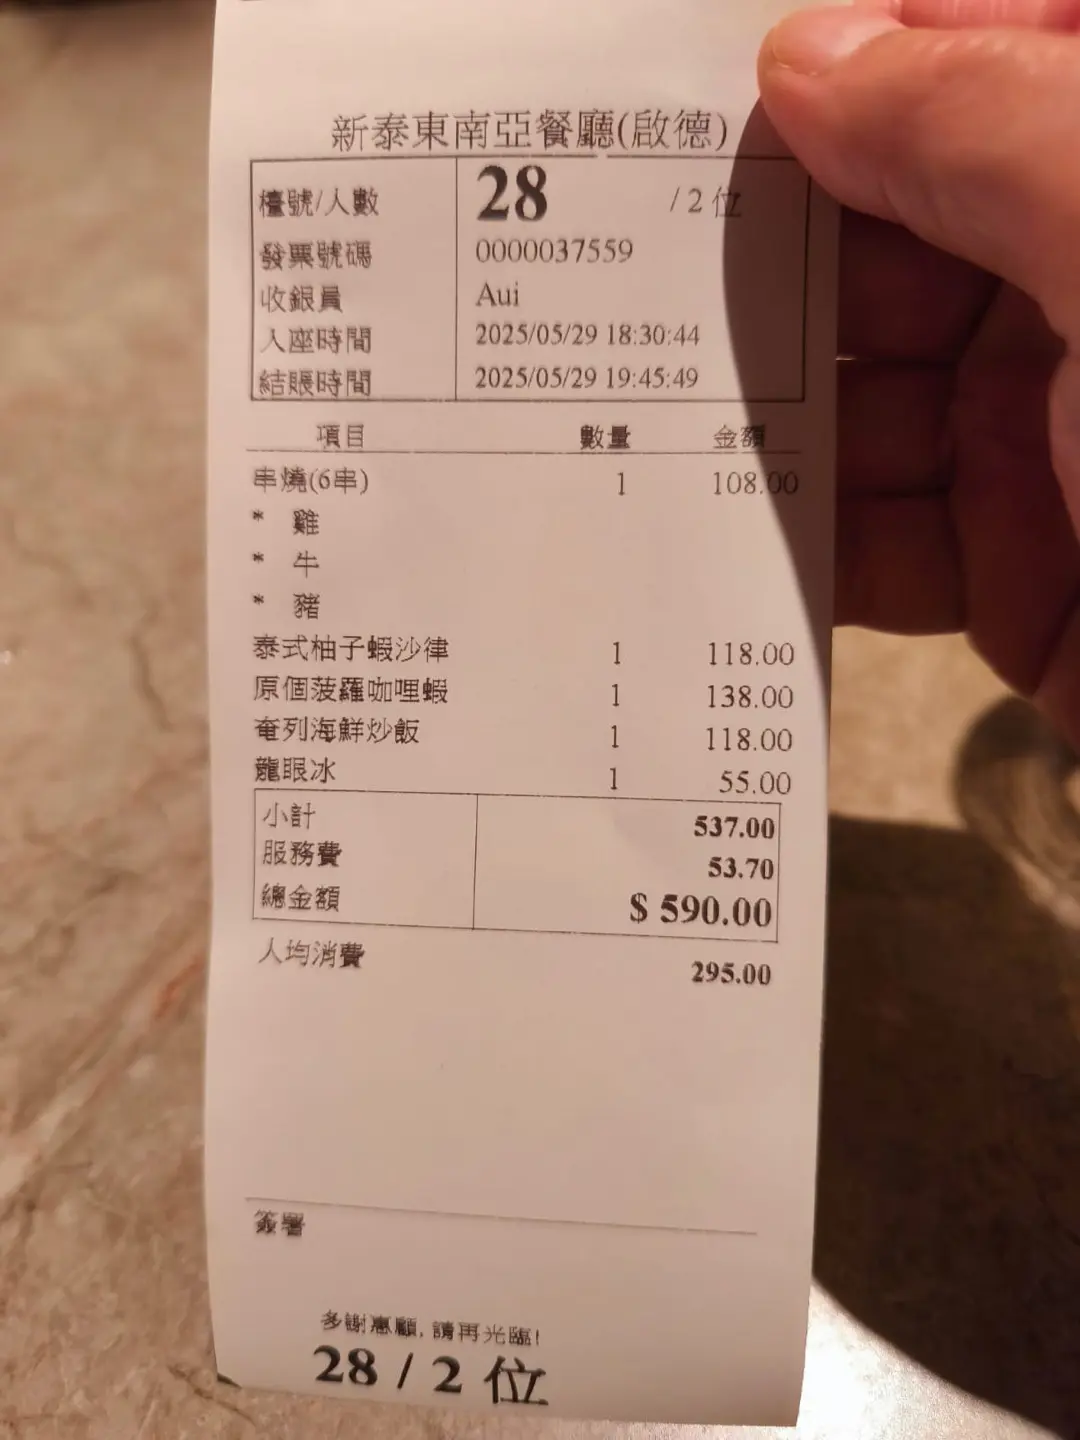 新泰東南亞餐廳(啟德)
檯號/人數 28 / 2 位
發票號碼 0000037559
收銀員 Aui
入座時間 2025/05/29 18:30:44
結賬時間 2025/05/29 19:45:49
項目 數量 金額
串燒(6串) 1 108.00
* 雞
* 牛
* 豬
泰式柚子蝦沙律 1 118.00
原個菠羅咖哩蝦 1 138.00
奄列海鮮炒飯 1 118.00
龍眼冰 1 55.00
小計 537.00
服務費 53.70
總金額 $ 590.00
人均消費 295.00
簽署
多謝惠顧, 請再光臨!
28 / 2 位